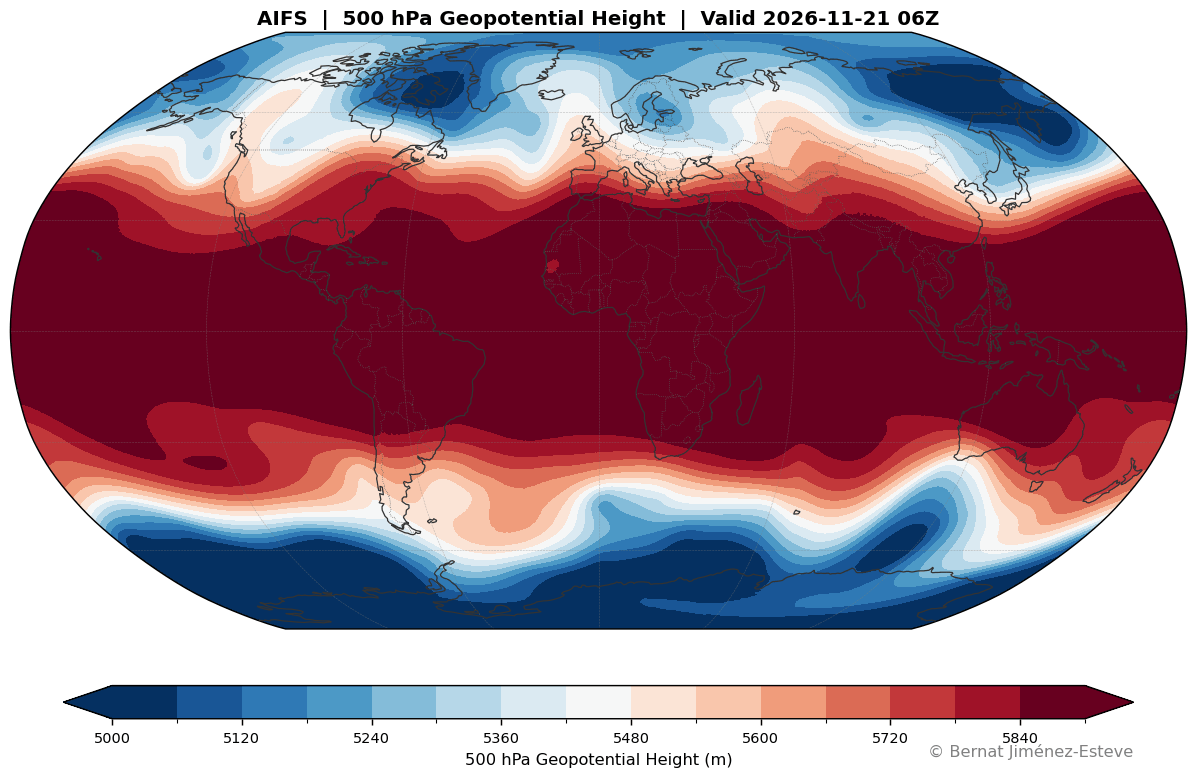 AIFS  |  500 hPa Geopotential Height  |  Valid 2026-11-21 06Z
5000 5120 5240 5360 5480 5600 5720 5840
500 hPa Geopotential Height (m)
© Bernat Jiménez-Esteve